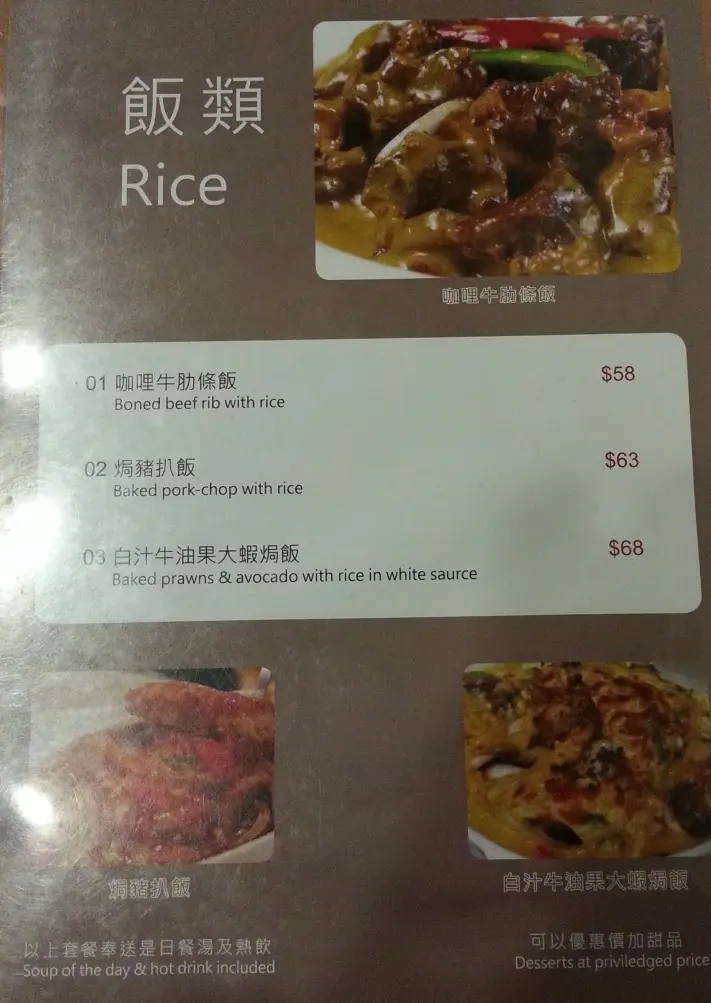 飯類
Rice
咖哩牛肋條飯
01 咖哩牛肋條飯 $58
Boned beef rib with rice
02 焗豬扒飯 $63
Baked pork-chop with rice
03 白汁牛油果大蝦焗飯 $68
Baked prawns & avocado with rice in white saurce
焗豬扒飯
白汁牛油果大蝦焗飯
以上套餐奉送是日餐湯及熱飲
Soup of the day & hot drink included
可以優惠價加甜品
Desserts at priviledged price